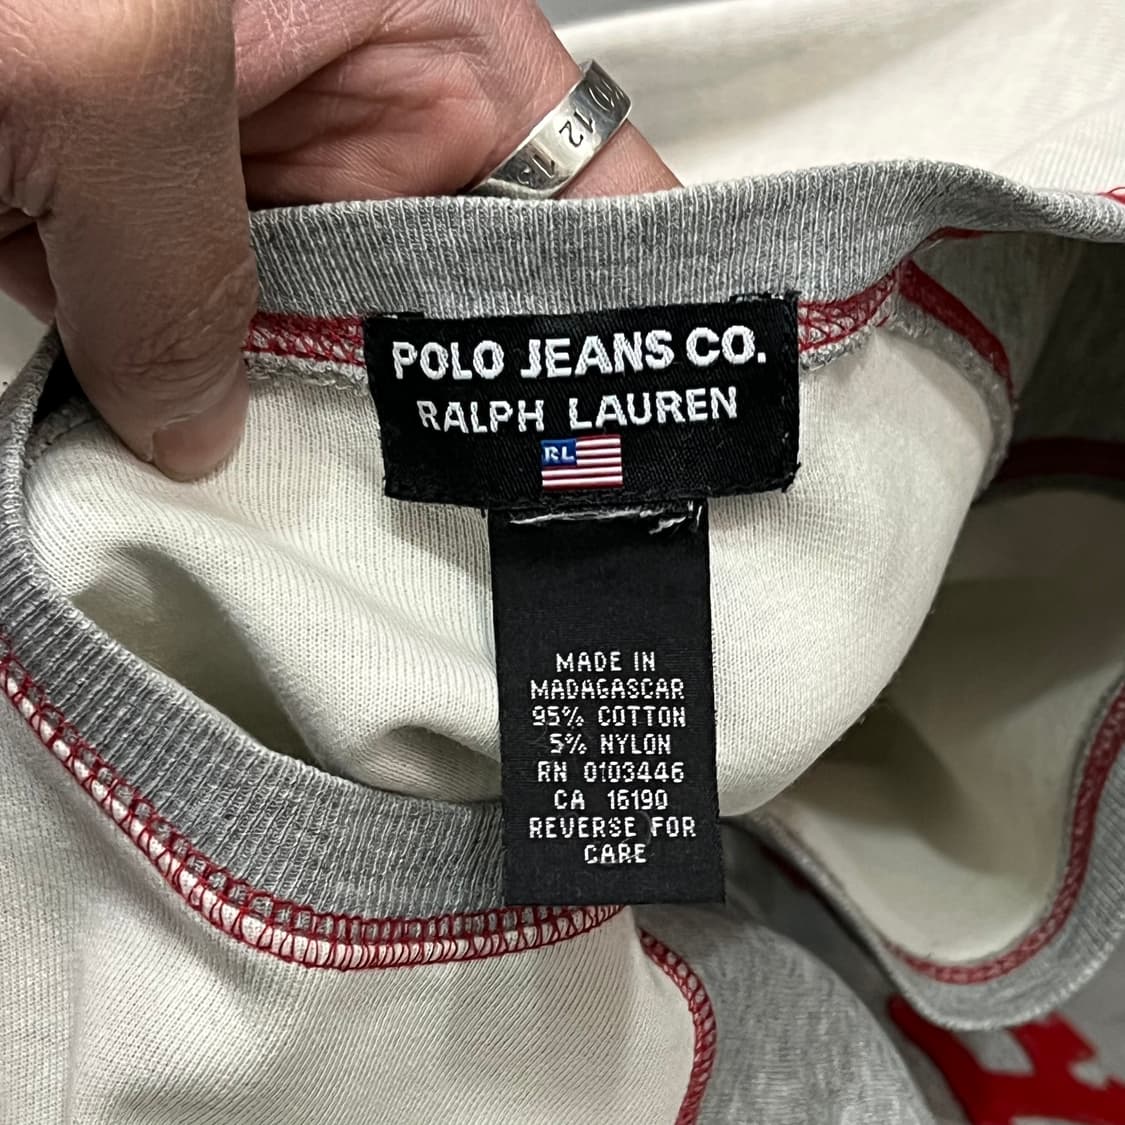 12
POLO JEANS CO.
RALPH LAUREN
RL
MADE IN
MADAGASCAR
95% COTTON
5% NYLON
RN 0103446
CA 16190
REVERSE FOR
CARE